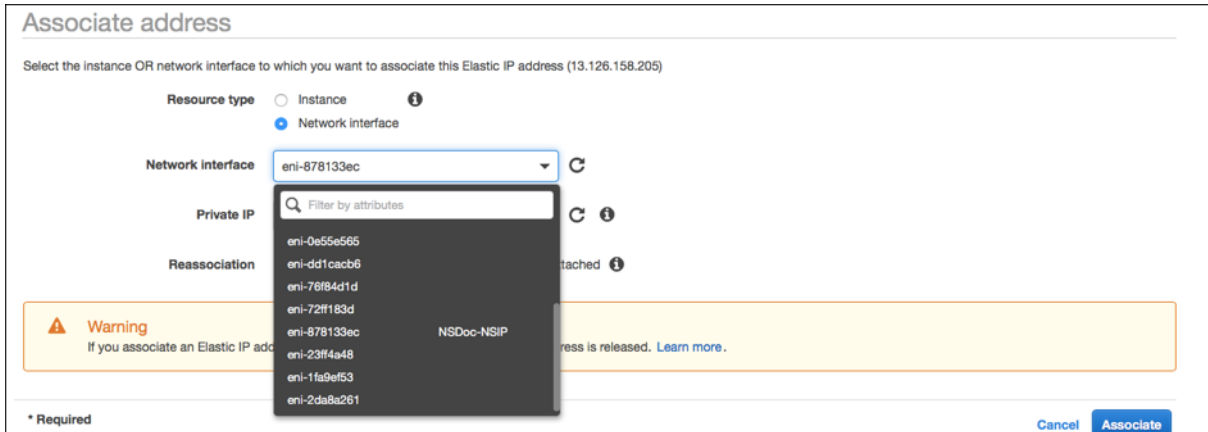 Associate address
Select the instance OR network interface to which you want to associate this Elastic IP address (13.126.158.205)
Resource type
Instance
Network interface
Network interface
eni-878133ec
Filter by attributes
Private IP
eni-0e55e565
Reassociation
eni-dd1cacb6
tached
eni-76f84d1d
eni-72ff183d
Warning
eni-878133ec NSDoc-NSIP
If you associate an Elastic IP add
ress is released. Learn more.
eni-23ff4a48
eni-1fa9ef53
eni-2da8a261
* Required
Cancel Associate